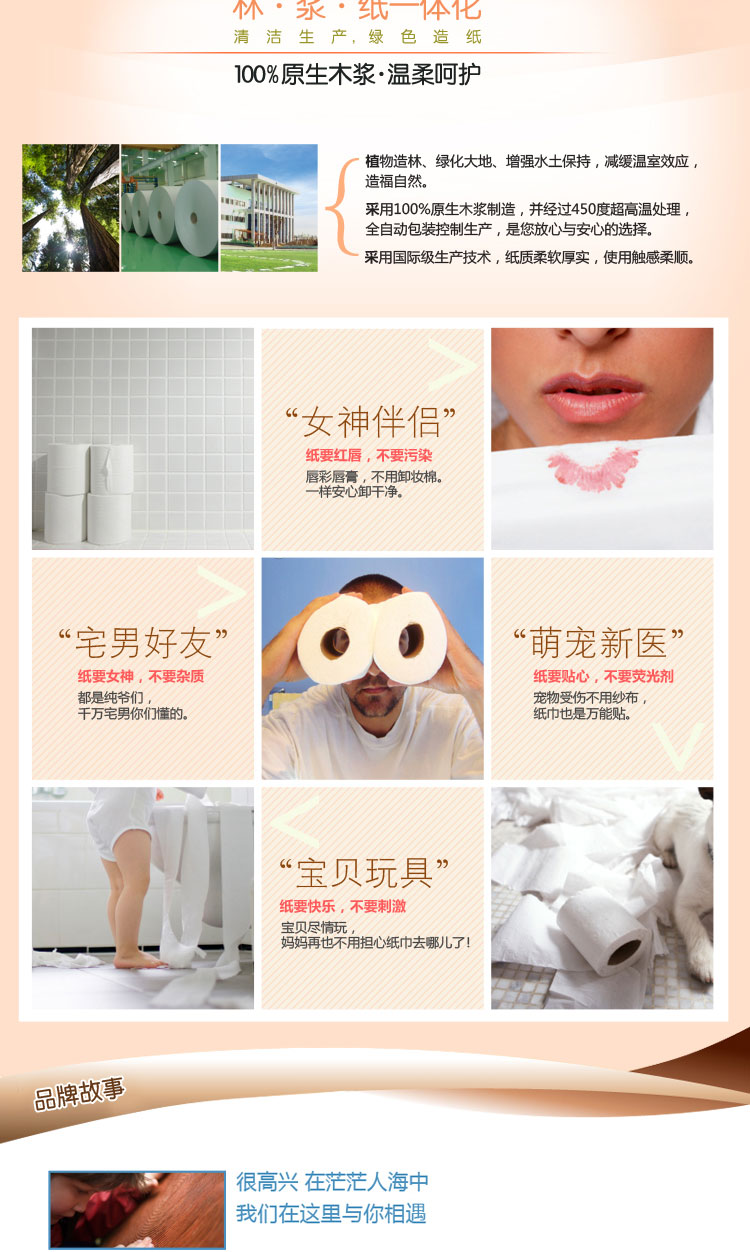 林·浆·纸一体化
清洁生产,绿色造纸
100%原生木浆·温柔呵护
植物造林、绿化大地、增强水土保持，减缓温室效应，
造福自然。
采用100%原生木浆制造，并经过450度超高温处理，
全自动包装控制生产，是您放心与安心的选择。
采用国际级生产技术，纸质柔软厚实，使用触感柔顺。
“女神伴侣”
纸要红唇，不要污染
唇彩唇膏，不用卸妆棉。
一样安心卸干净。
“宅男好友”
纸要女神，不要杂质
都是纯爷们，
千万宅男你们懂的。
“萌宠新医”
纸要贴心，不要荧光剂
宠物受伤不用纱布，
纸巾也是万能贴。
“宝贝玩具”
纸要快乐，不要刺激
宝贝尽情玩，
妈妈再也不用担心纸巾去哪儿了!
品牌故事
很高兴 在茫茫人海中
我们在这里与你相遇